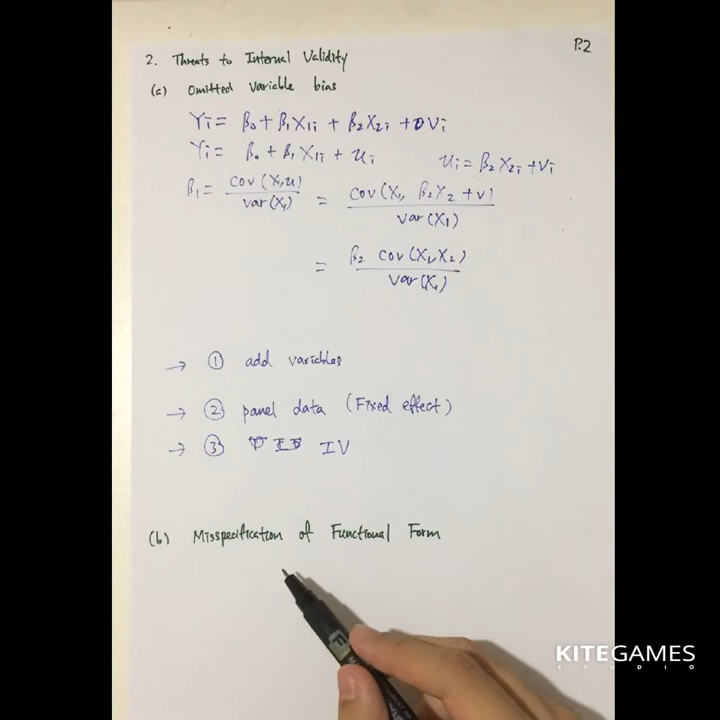 P.2
2. Threats to Internal Validity
(a) Omitted Variable bias
Yi = β0 + β1X1i + β2X2i + Vi
Yi = β0 + β1X1i + Ui
Ui = β2X2i + Vi
β1 = cov(X1,u) / var(X1) = cov(X1, β2X2 + V) / var(X1)
= β2 cov(X1,X2) / var(X1)
→ ① add variables
→ ② panel data (Fixed effect)
→ ③ IV
(b) Misspecification of Functional Form
KITEGAMES
STUDIO